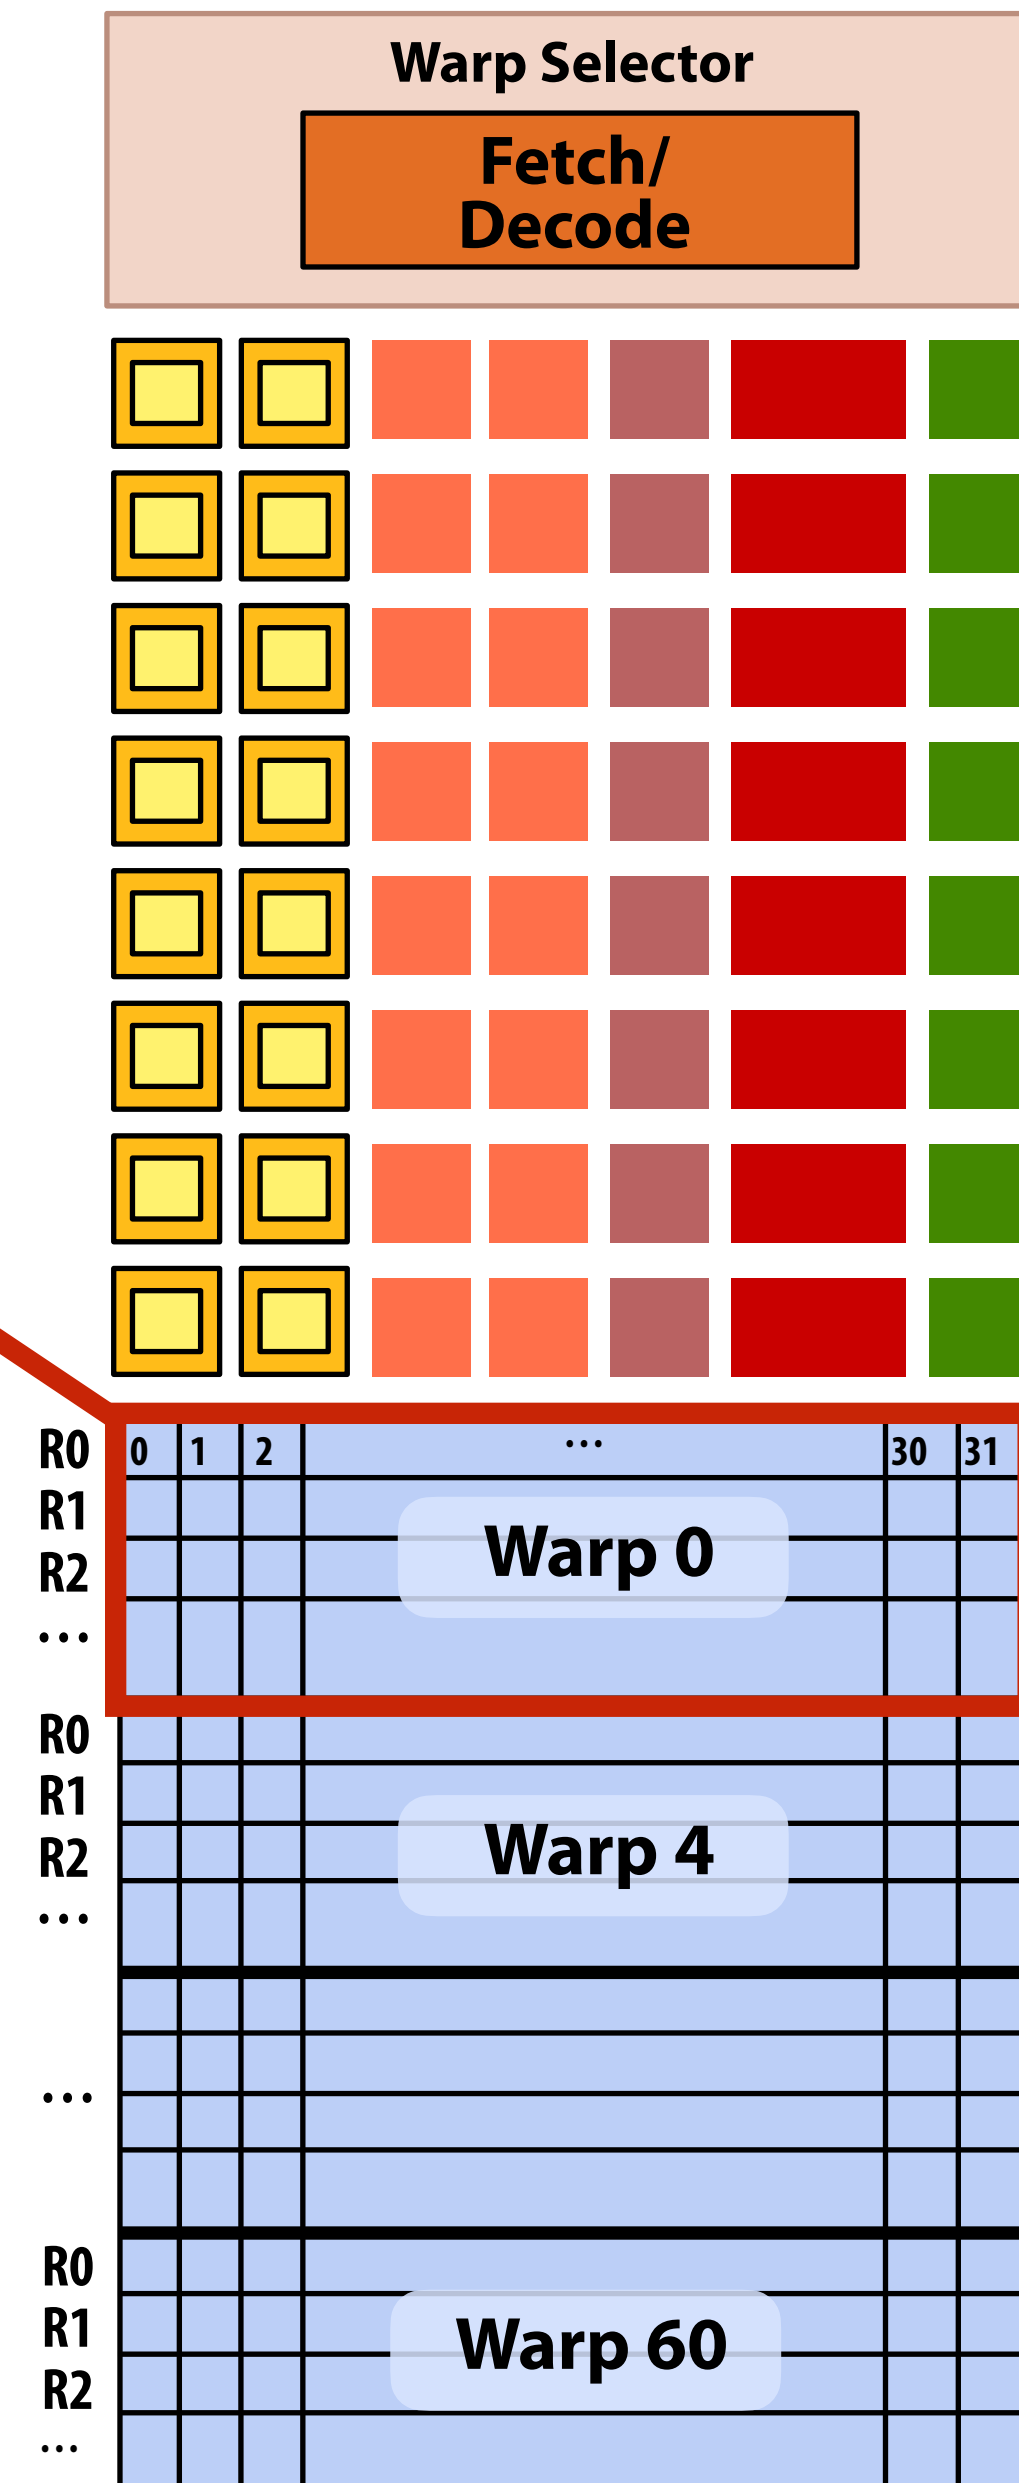 Warp Selector
Fetch/
Decode
R0 0 1 2 ... 30 31
R1
Warp 0
R2
...
R0
R1
Warp 4
R2
...
...
R0
R1
Warp 60
R2
...